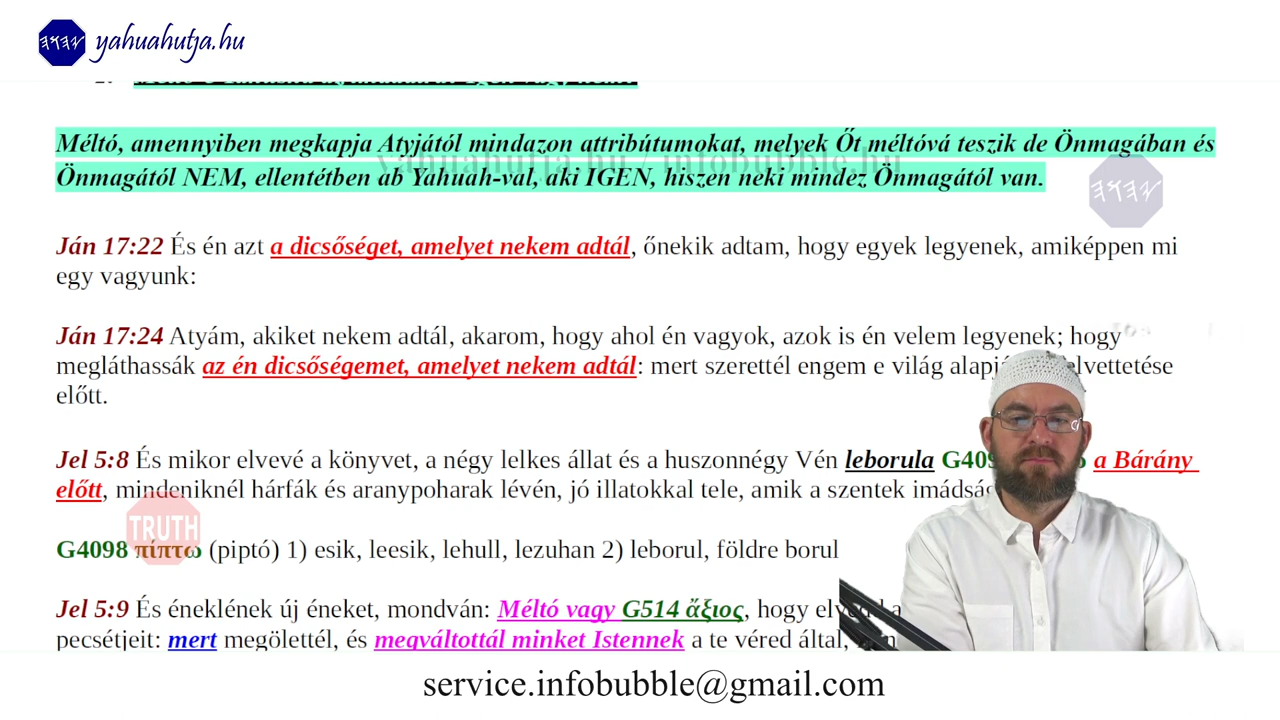 yahuahutja.hu
Méltó, amennyiben megkapja Atyjától mindazon attribútumokat, melyek Őt méltóvá teszik de Önmagában és
yahuahutja.hu / infobubble.hu
Önmagától NEM, ellentétben ab Yahuah-val, aki IGEN, hiszen neki mindez Önmagától van.
Ján 17:22 És én azt a dicsőséget, amelyet nekem adtál, őnekik adtam, hogy egyek legyenek, amiképpen mi
egy vagyunk:
Ján 17:24 Atyám, akiket nekem adtál, akarom, hogy ahol én vagyok, azok is én velem legyenek; hogy
megláthassák az én dicsőségemet, amelyet nekem adtál: mert szerettél engem e világ
előtt.
Jel 5:8 És mikor elvevé a könyvet, a négy lelkes állat és a huszonnégy Vén leborula a Bárány
előtt, mindeniknél hárfák és aranypoharak lévén, jó illatokkal tele, amik a szentek
TRUTH
G4098 πίπτω (piptó) 1) esik, leesik, lehull, lezuhan 2) leborul, földre borul
Jel 5:9 És éneklének új éneket, mondván: Méltó vagy G514 ἄξιος, hogy
pecsétjeit: mert megölettél, és megváltottál minket Istennek a te véred által,
service.infobubble@gmail.com